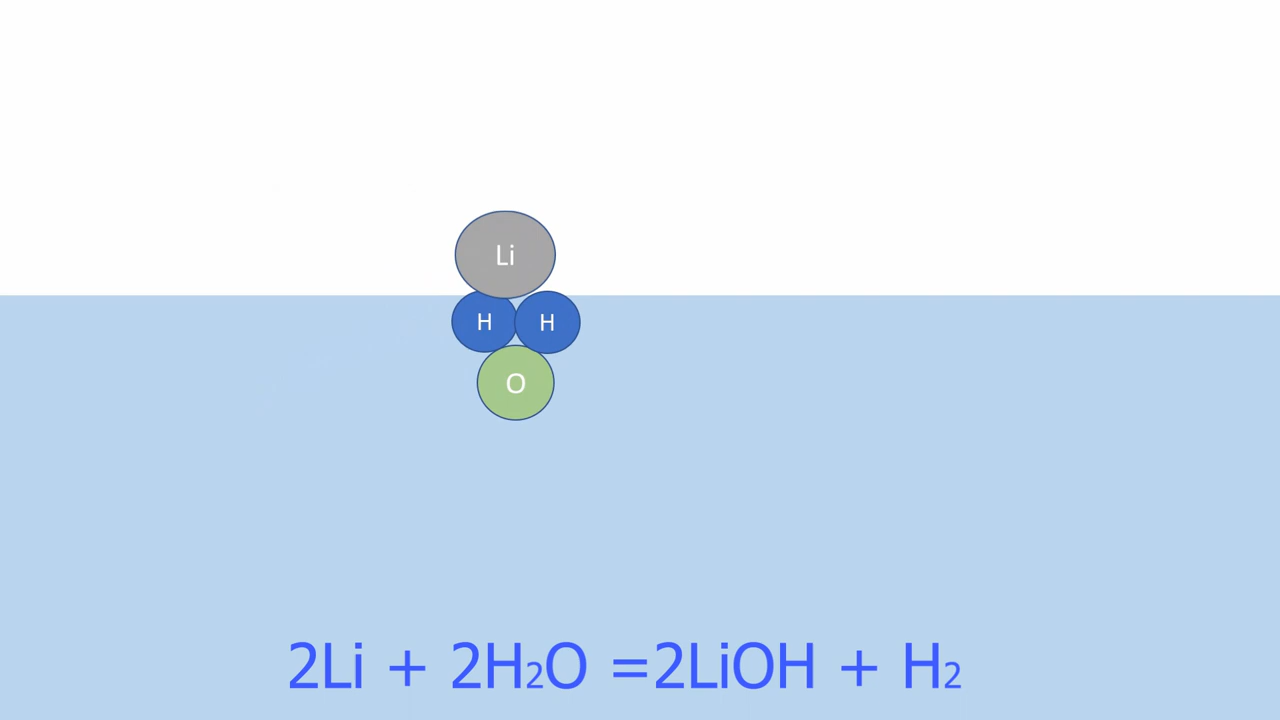 Li
H H
O
2Li + 2H₂O =2LiOH + H₂